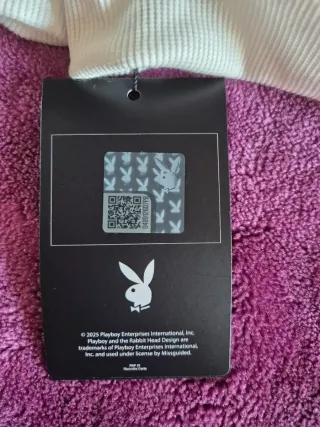 © 2025 Playboy Enterprises International, Inc.
Playboy and the Rabbit Head Design are
trademarks of Playboy Enterprises International,
Inc. and used under license by Missguided.